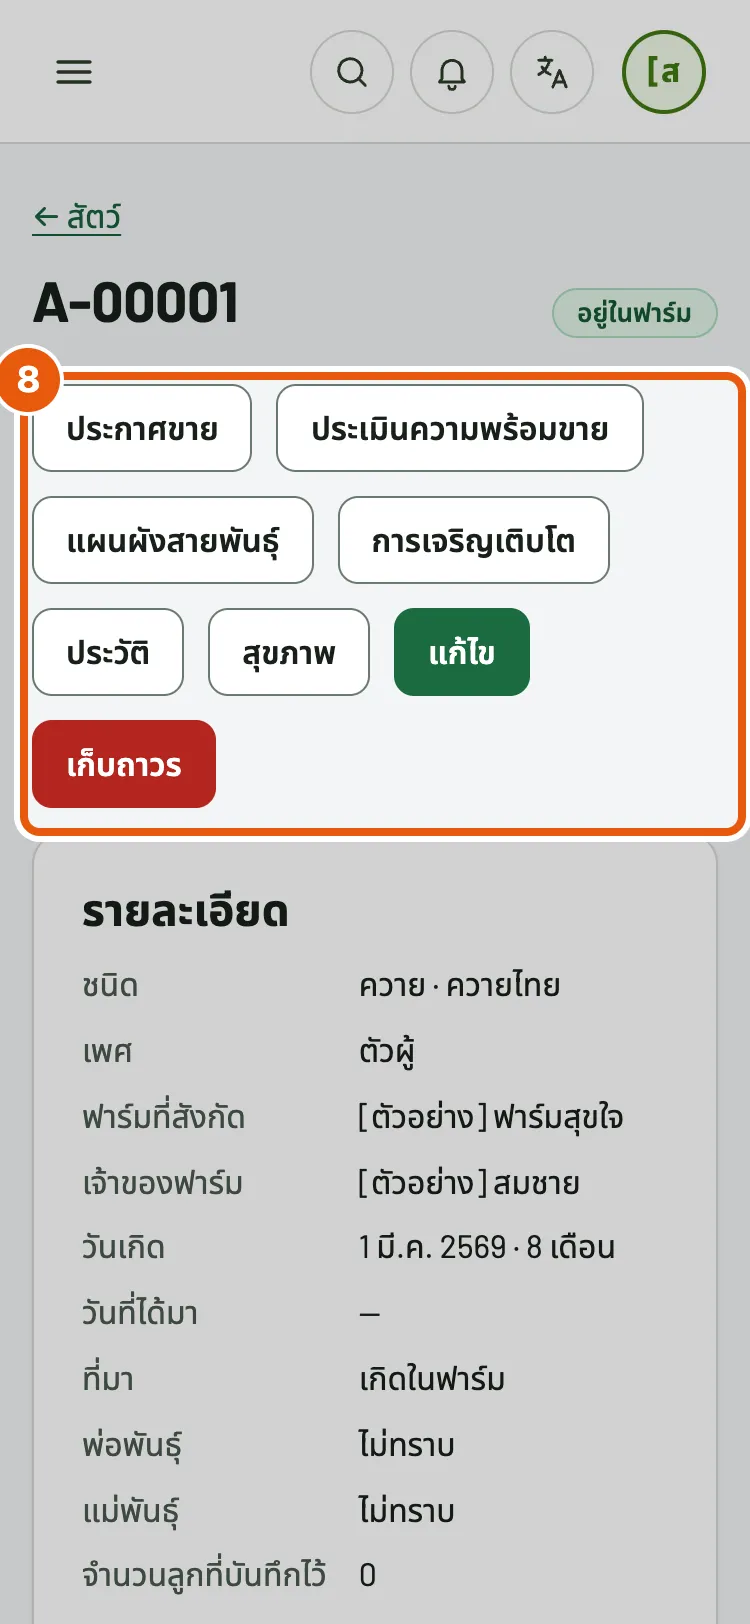 [ส
← สัตว์
A-00001
อยู่ในฟาร์ม
8
ประกาศขาย
ประเมินความพร้อมขาย
แผนผังสายพันธุ์
การเจริญเติบโต
ประวัติ
สุขภาพ
แก้ไข
เก็บถาวร
รายละเอียด
ชนิด ควาย · ควายไทย
เพศ ตัวผู้
ฟาร์มที่สังกัด [ตัวอย่าง] ฟาร์มสุขใจ
เจ้าของฟาร์ม [ตัวอย่าง] สมชาย
วันเกิด 1 มี.ค. 2569 · 8 เดือน
วันที่ได้มา –
ที่มา เกิดในฟาร์ม
พ่อพันธุ์ ไม่ทราบ
แม่พันธุ์ ไม่ทราบ
จำนวนลูกที่บันทึกไว้ 0